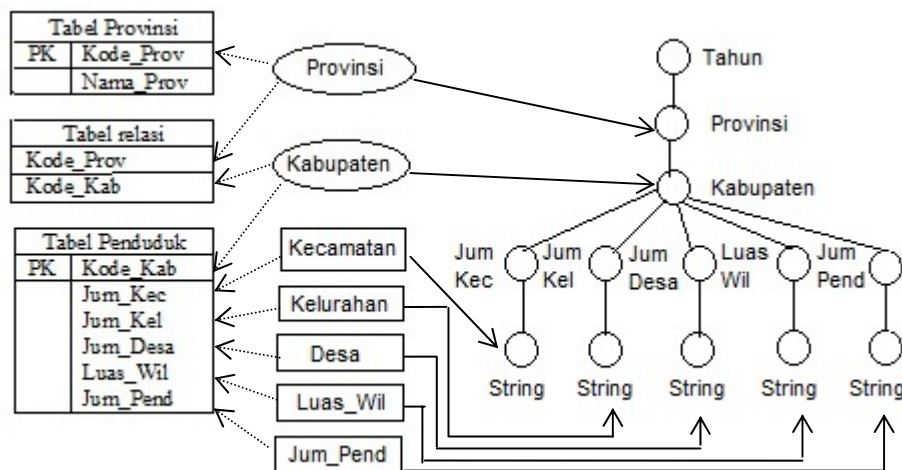 Tabel Provinsi
PK Kode_Prov
Nama_Prov
Tabel relasi
Kode_Prov
Kode_Kab
Tabel Penduduk
PK Kode_Kab
Jum_Kec
Jum_Kel
Jum_Desa
Luas_Wil
Jum_Pend
Provinsi
Kabupaten
Kecamatan
Kelurahan
Desa
Luas_Wil
Jum_Pend
Tahun
Provinsi
Kabupaten
Jum
Kec
Jum
Kel
Jum
Desa
Luas
Wil
Jum
Pend
String String String String String